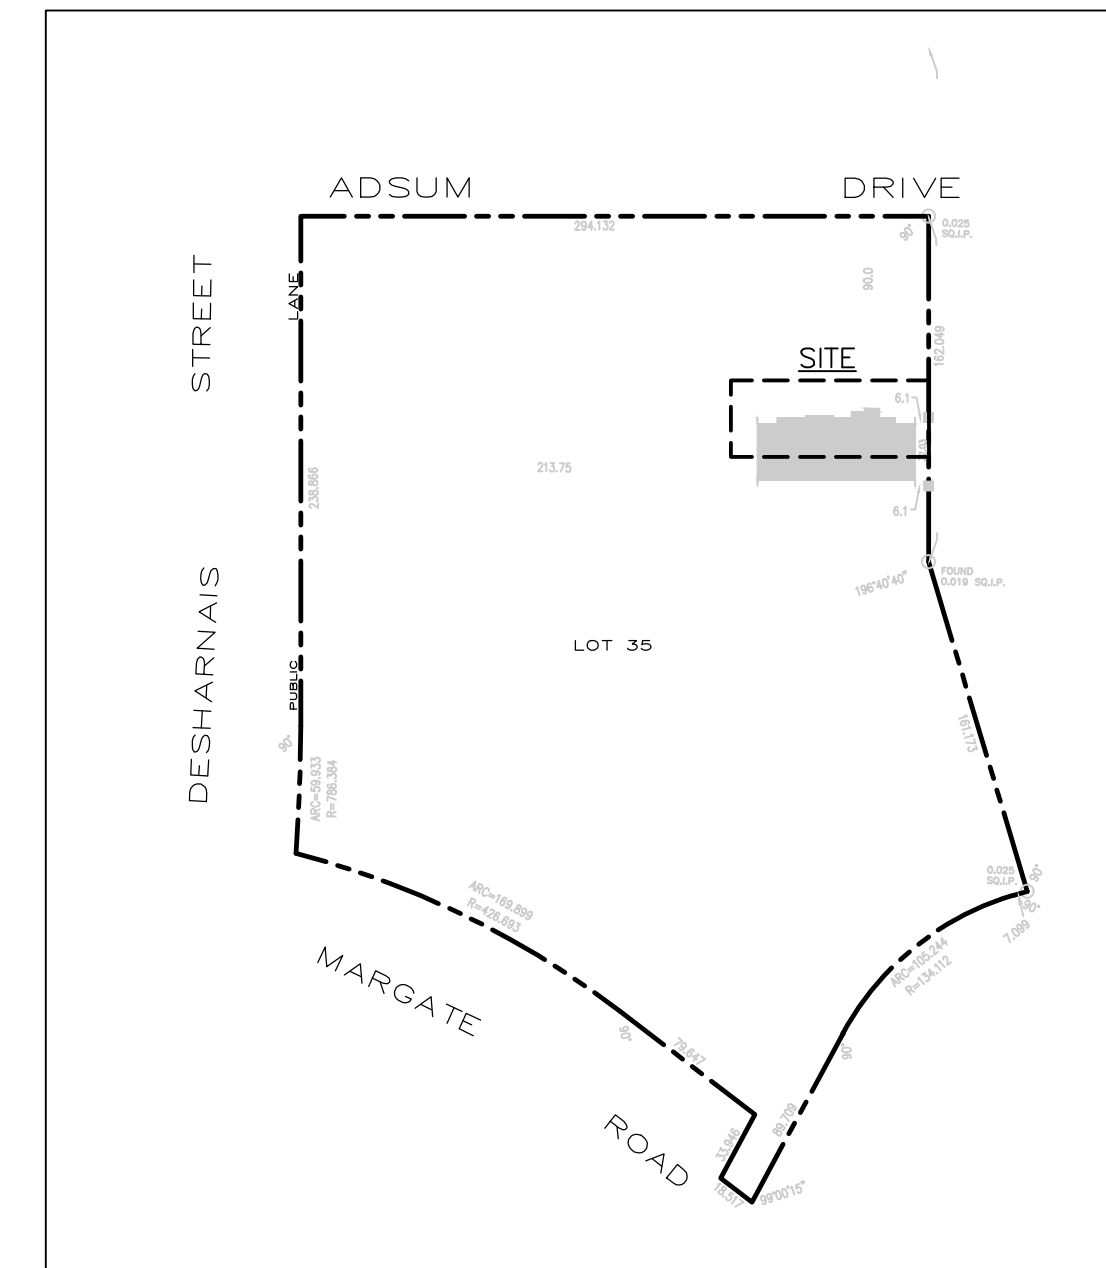 ADSUM DRIVE
294.132
90°
0.025
SQ.I.P.
STREET
LANE
90.0
162.049
SITE
6.1
213.75
238.866
6.1
DESHARNAIS
196°40'40"
FOUND
0.019 SQ.I.P.
LOT 35
PUBLIC
90°
161.173
ARC=59.933
R=786.384
0.025
SQ.I.P.
90°
90°
7.099
ARC=169.899
R=426.693
ARC=105.244
R=134.112
MARGATE
90°
79.647
90°
89.709
ROAD
33.946
18.517
99°00'15"